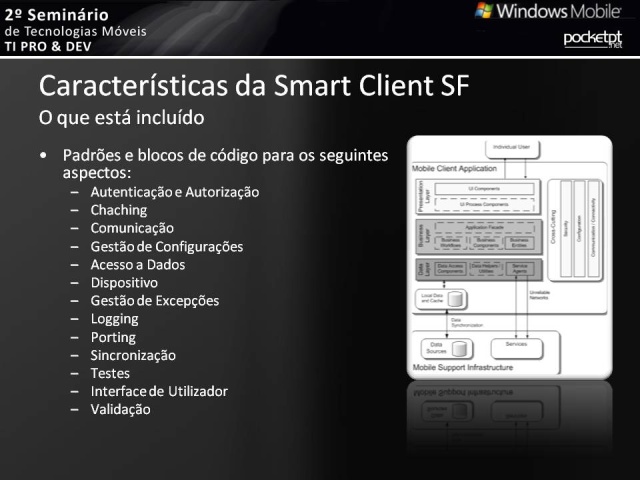 2º Seminário
de Tecnologias Móveis
TI PRO & DEV
Windows Mobile
pocketpt
.net
Características da Smart Client SF
O que está incluído
• Padrões e blocos de código para os seguintes
aspectos:
– Autenticação e Autorização
– Chaching
– Comunicação
– Gestão de Configurações
– Acesso a Dados
– Dispositivo
– Gestão de Excepções
– Logging
– Porting
– Sincronização
– Testes
– Interface de Utilizador
– Validação
Individual User
Mobile Client Application
Presentation
Layer
UI Components
UI Process Components
Business
Layer
Application Facade
Business
Workflows
Business
Components
Business
Entities
Data
Layer
Data Access
Components
Data Helpers/
Utilities
Service
Agents
Cross-Cutting
Security
Configuration
Communication / Connectivity
Local Data
and Cache
Unreliable
Networks
Data
Synchronization
Data
Sources
Services
Mobile Support Infrastructure